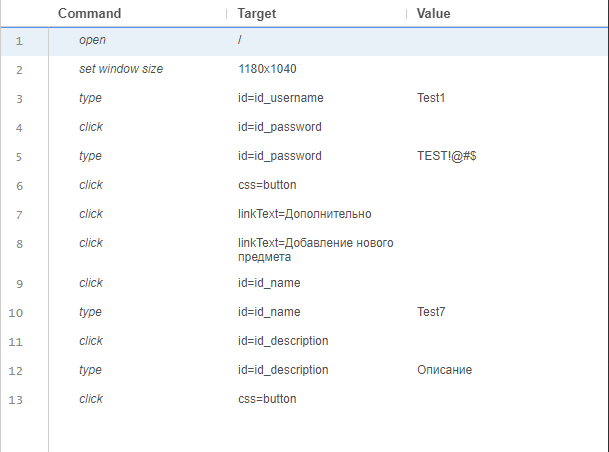 Command Target Value
1 open /
2 set window size 1180x1040
3 type id=id_username Test1
4 click id=id_password
5 type id=id_password TEST!@#$
6 click css=button
7 click linkText=Дополнительно
8 click linkText=Добавление нового
предмета
9 click id=id_name
10 type id=id_name Test7
11 click id=id_description
12 type id=id_description Описание
13 click css=button